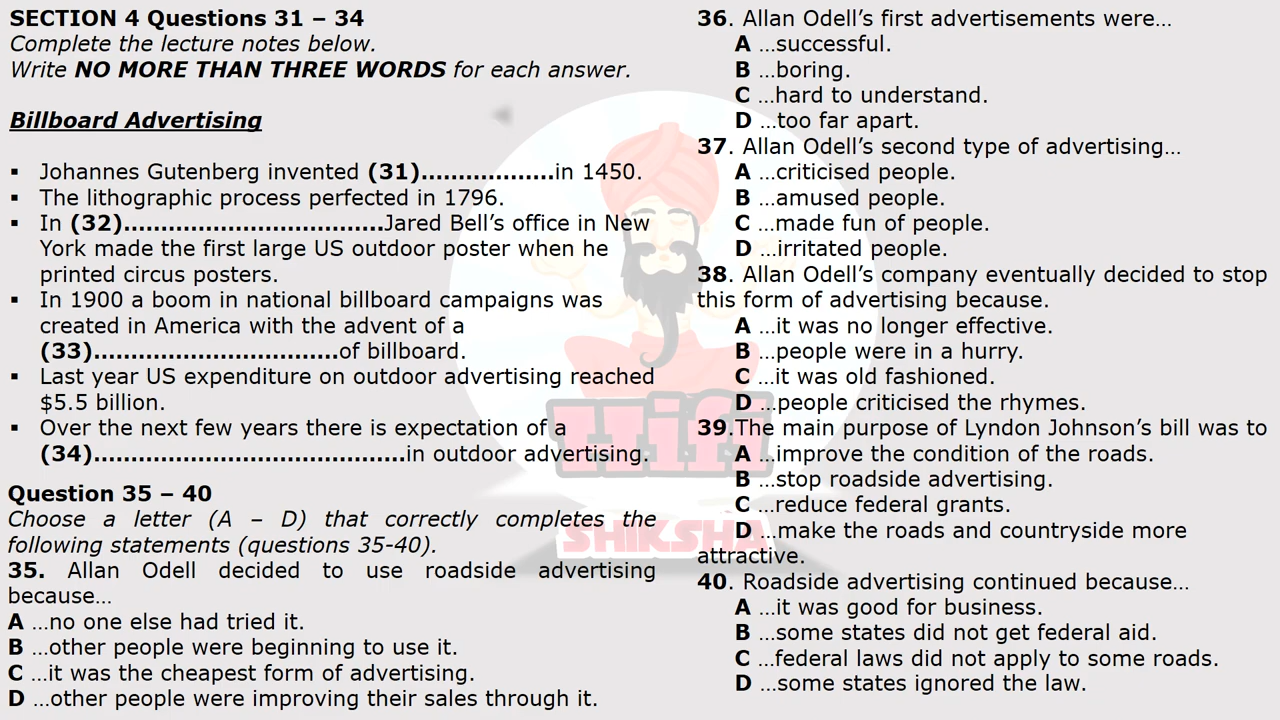 SECTION 4 Questions 31 – 34
Complete the lecture notes below.
Write NO MORE THAN THREE WORDS for each answer.
Billboard Advertising
▪ Johannes Gutenberg invented (31)..................in 1450.
▪ The lithographic process perfected in 1796.
▪ In (32)...................................Jared Bell’s office in New
York made the first large US outdoor poster when he
printed circus posters.
▪ In 1900 a boom in national billboard campaigns was
created in America with the advent of a
(33).................................of billboard.
▪ Last year US expenditure on outdoor advertising reached
$5.5 billion.
▪ Over the next few years there is expectation of a
(34)..........................................in outdoor advertising.
Question 35 – 40
Choose a letter (A – D) that correctly completes the
following statements (questions 35-40).
35. Allan Odell decided to use roadside advertising
because…
A …no one else had tried it.
B …other people were beginning to use it.
C …it was the cheapest form of advertising.
D …other people were improving their sales through it.
36. Allan Odell’s first advertisements were…
A …successful.
B …boring.
C …hard to understand.
D …too far apart.
37. Allan Odell’s second type of advertising…
A …criticised people.
B …amused people.
C …made fun of people.
D …irritated people.
38. Allan Odell’s company eventually decided to stop
this form of advertising because.
A …it was no longer effective.
B …people were in a hurry.
C …it was old fashioned.
D …people criticised the rhymes.
39.The main purpose of Lyndon Johnson’s bill was to
A …improve the condition of the roads.
B …stop roadside advertising.
C …reduce federal grants.
D …make the roads and countryside more
attractive.
40. Roadside advertising continued because…
A …it was good for business.
B …some states did not get federal aid.
C …federal laws did not apply to some roads.
D …some states ignored the law.
Hifi
SHIKSHA